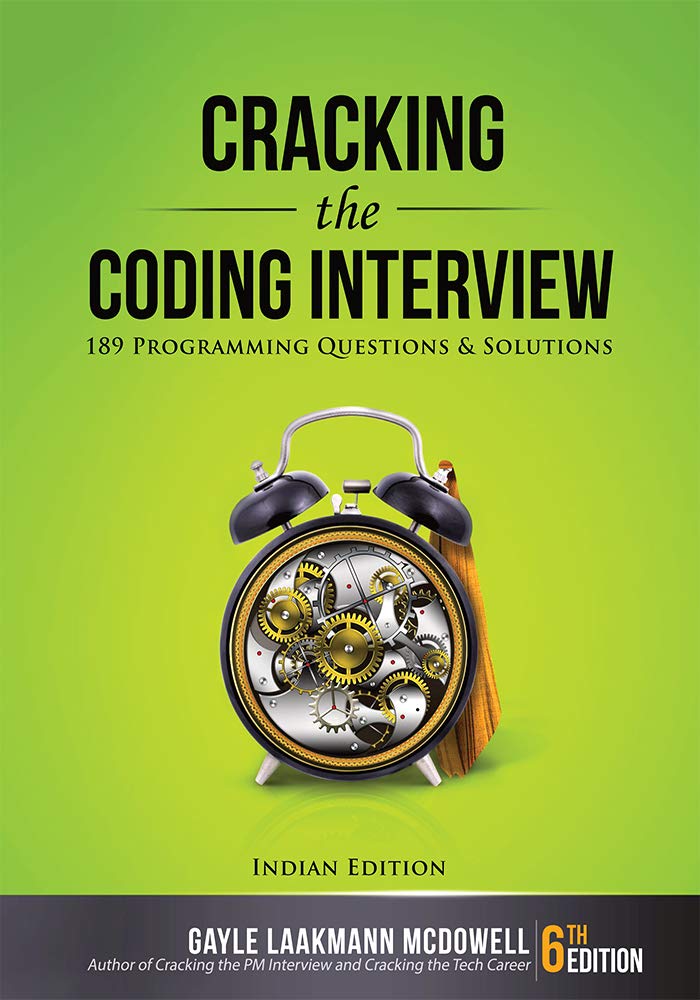 CRACKING
the
CODING INTERVIEW
189 Programming Questions & Solutions
Indian Edition
GAYLE LAAKMANN MCDOWELL
Author of Cracking the PM Interview and Cracking the Tech Career
6TH
EDITION